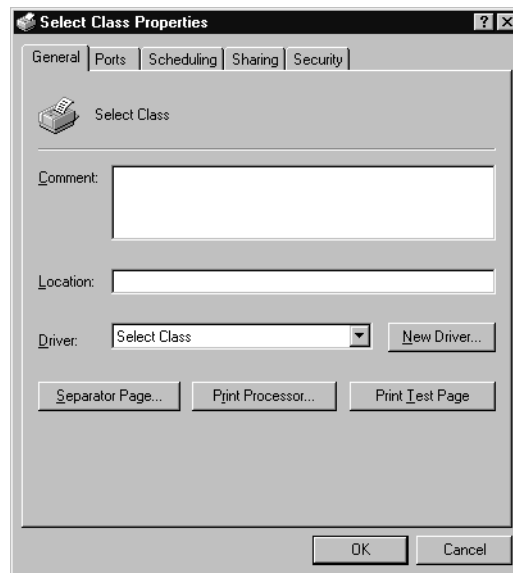 Select Class Properties
General Ports Scheduling Sharing Security
Select Class
Comment:
Location:
Driver: Select Class New Driver...
Separator Page... Print Processor... Print Test Page
OK Cancel